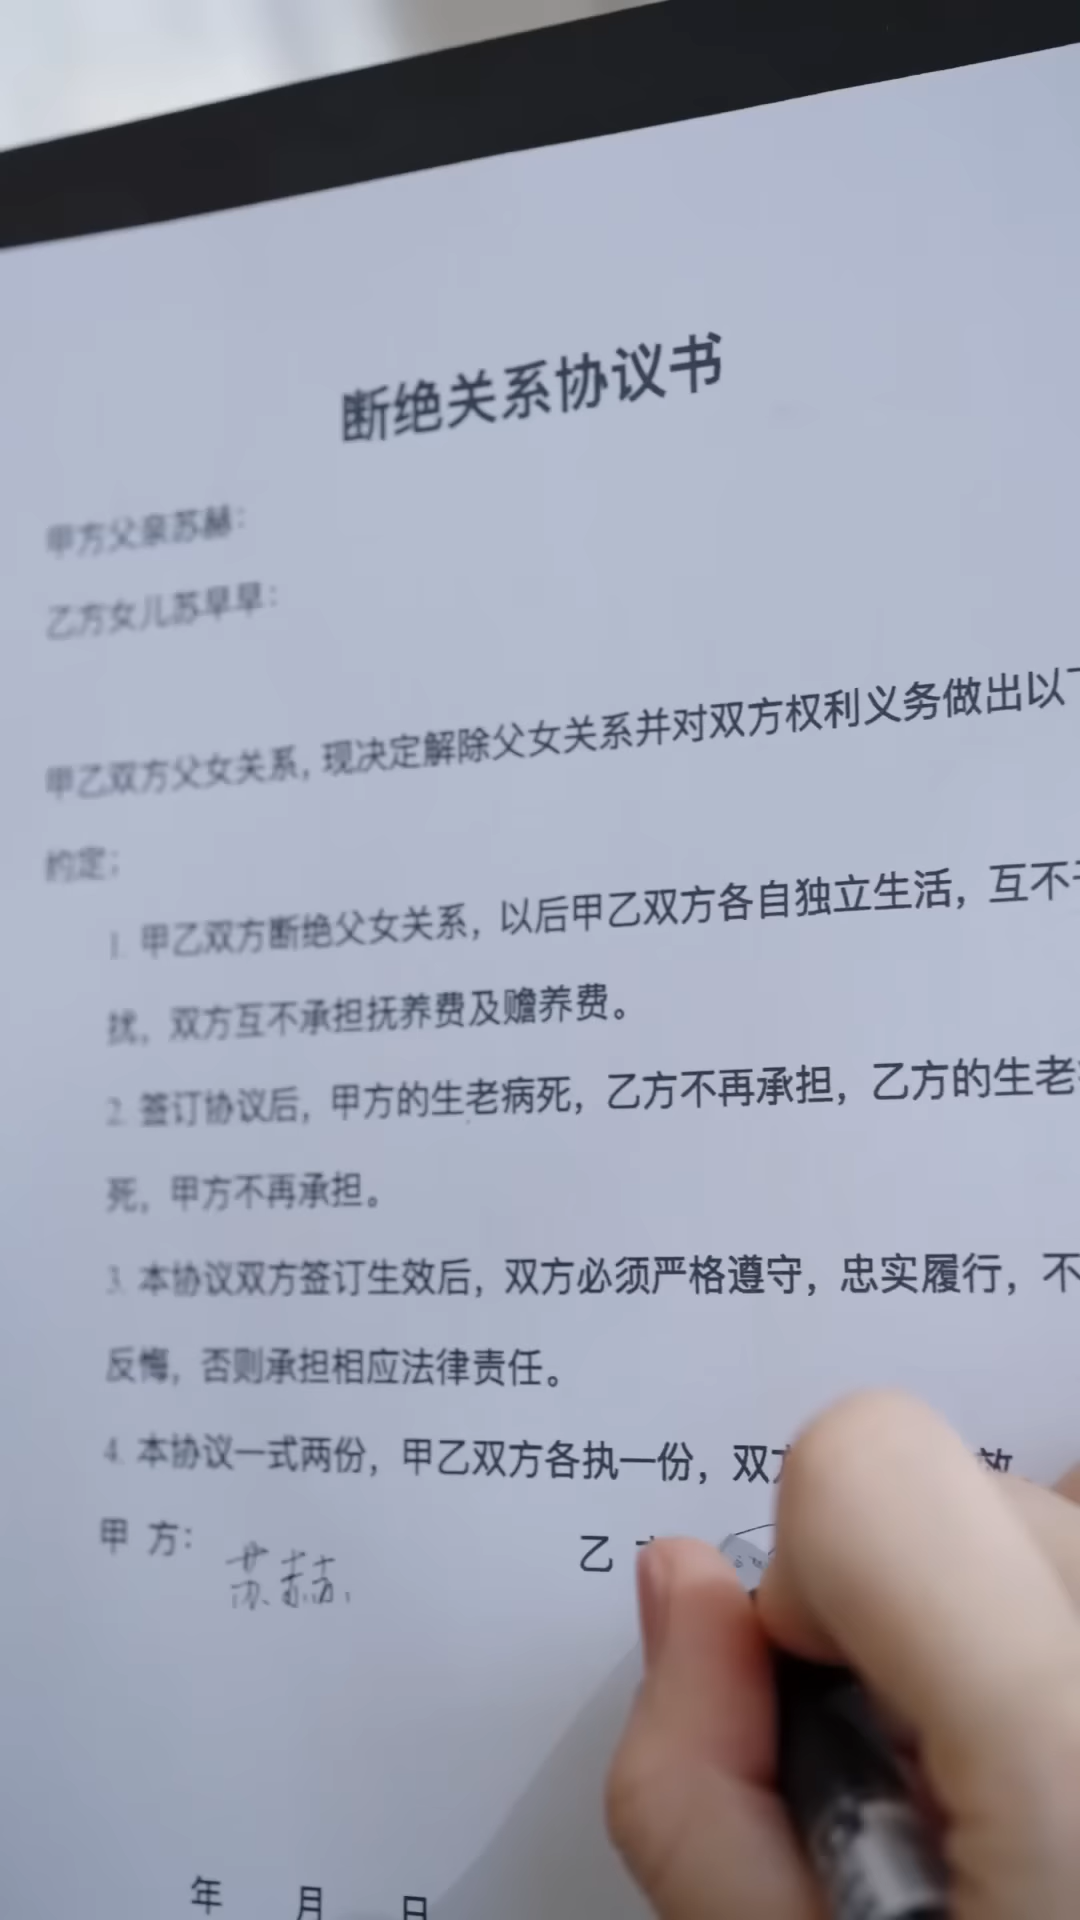 断绝关系协议书
甲方父亲苏赫：
乙方女儿苏早早：
甲乙双方父女关系，现决定解除父女关系并对双方权利义务做出以下
约定；
1. 甲乙双方断绝父女关系，以后甲乙双方各自独立生活，互不干
扰，双方互不承担抚养费及赡养费。
2. 签订协议后，甲方的生老病死，乙方不再承担，乙方的生老
死，甲方不再承担。
3. 本协议双方签订生效后，双方必须严格遵守，忠实履行，不
反悔，否则承担相应法律责任。
4. 本协议一式两份，甲乙双方各执一份，双方 效
甲 方： 苏赫 乙
年 月 日